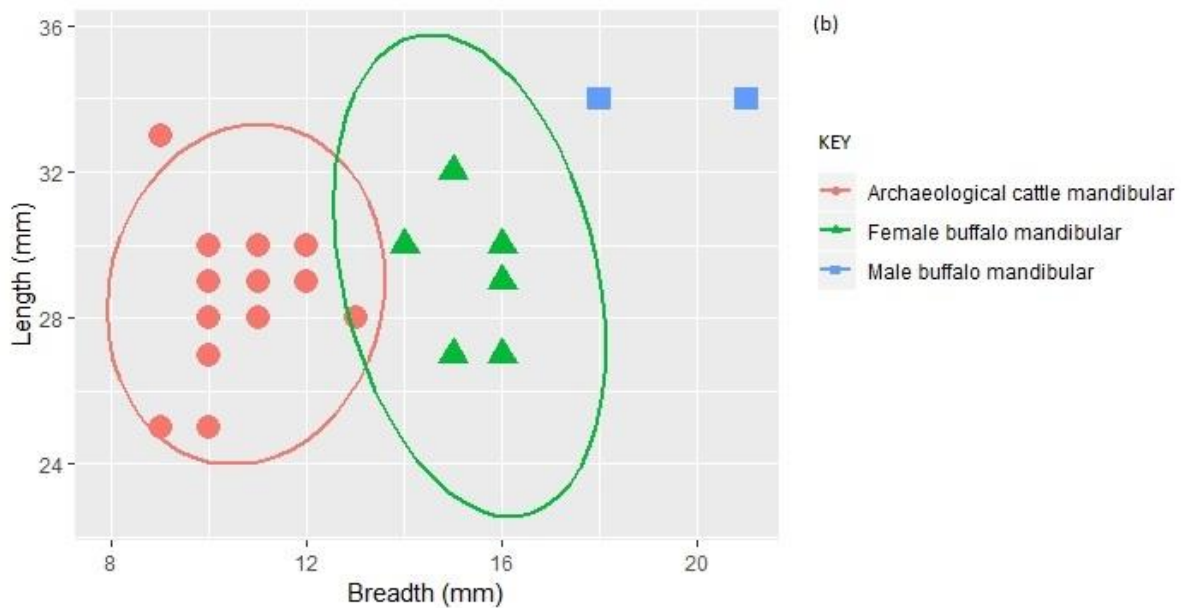 (b)
36
32
28
24
Length (mm)
8
12
16
20
Breadth (mm)
KEY
Archaeological cattle mandibular
Female buffalo mandibular
Male buffalo mandibular